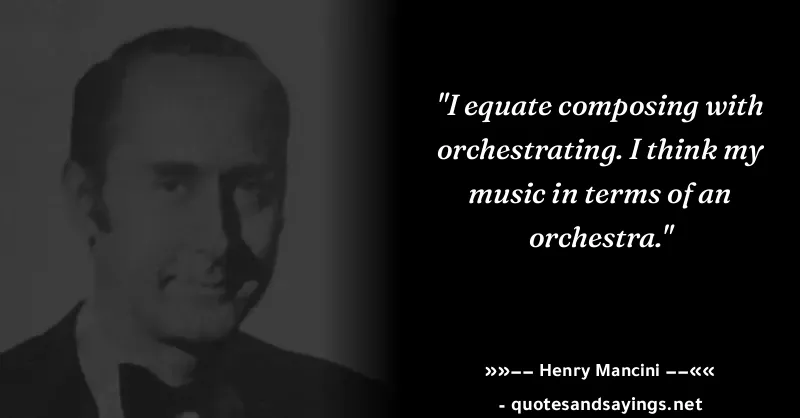 "I equate composing with
orchestrating. I think my
music in terms of an
orchestra."
»»−− Henry Mancini −−««
- quotesandsayings.net